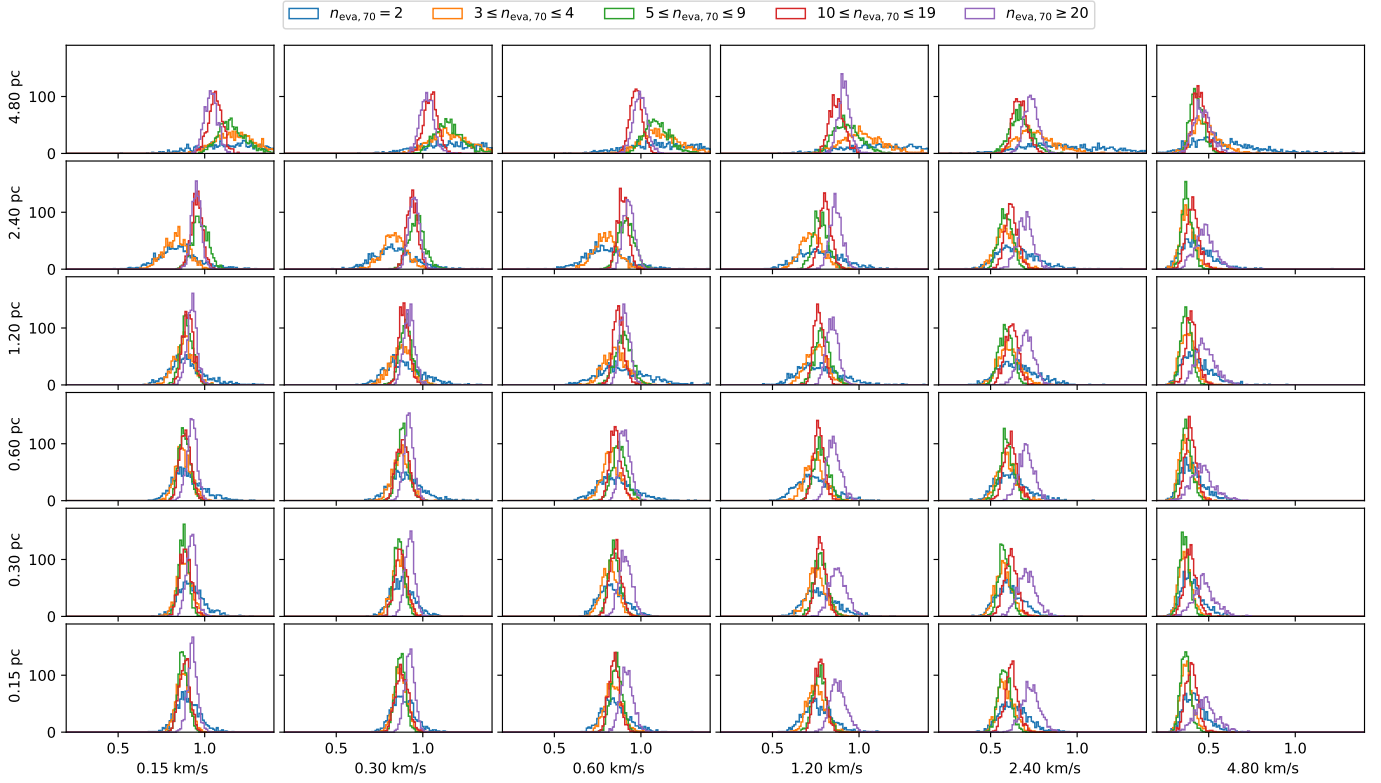 n_eva,70 = 2  3 ≤ n_eva,70 ≤ 4  5 ≤ n_eva,70 ≤ 9  10 ≤ n_eva,70 ≤ 19  n_eva,70 ≥ 20
4.80 pc
100
0
2.40 pc
100
0
1.20 pc
100
0
0.60 pc
100
0
0.30 pc
100
0
0.15 pc
100
0
0.5 1.0 0.5 1.0 0.5 1.0 0.5 1.0 0.5 1.0 0.5 1.0
0.15 km/s 0.30 km/s 0.60 km/s 1.20 km/s 2.40 km/s 4.80 km/s